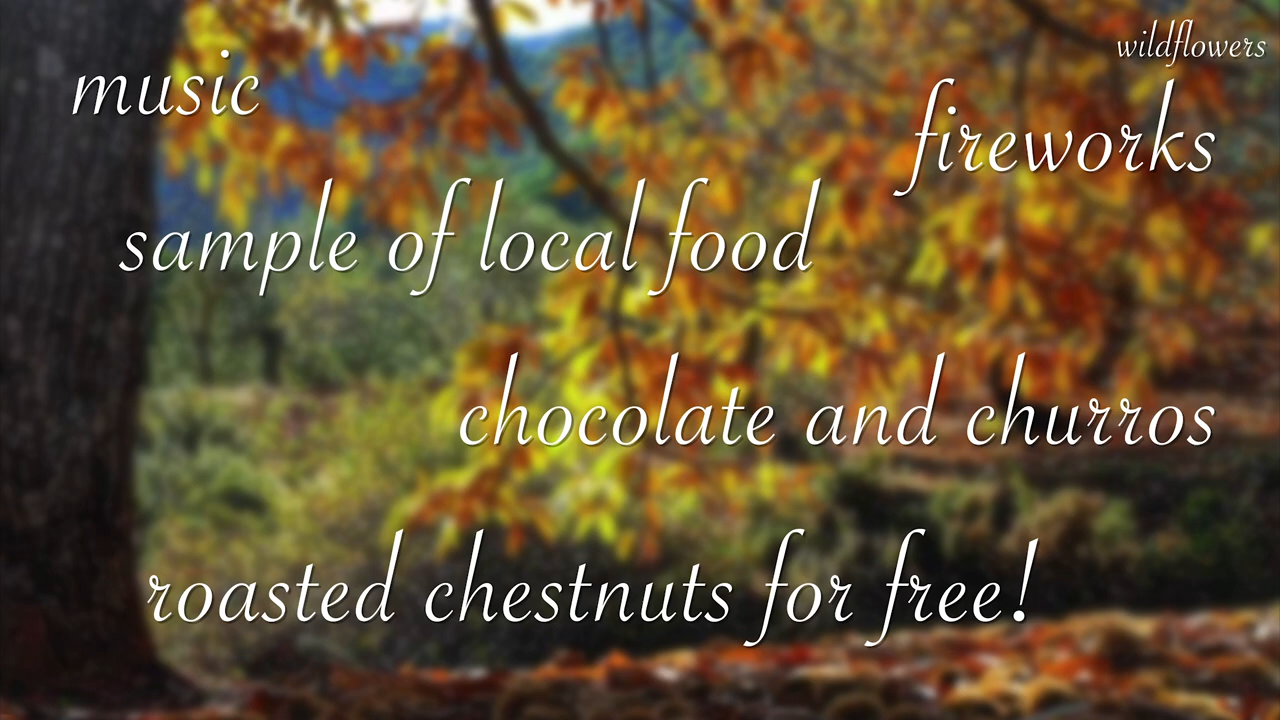 wildflowers
music
fireworks
sample of local food
chocolate and churros
roasted chestnuts for free!